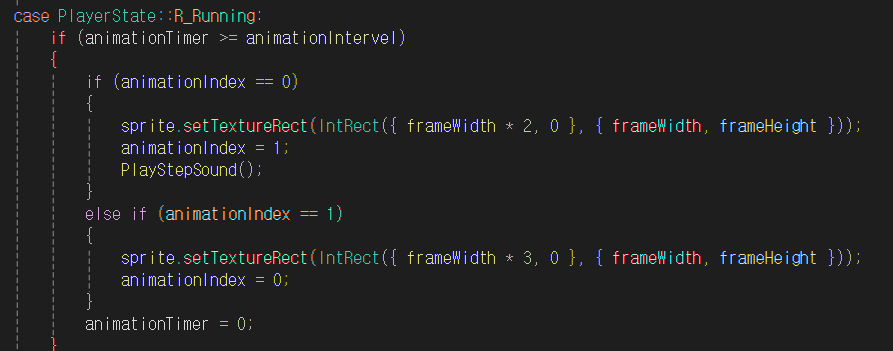 case PlayerState::R_Running:
if (animationTimer >= animationIntervel)
{
if (animationIndex == 0)
{
sprite.setTextureRect(IntRect({ frameWidth * 2, 0 }, { frameWidth, frameHeight }));
animationIndex = 1;
PlayStepSound();
}
else if (animationIndex == 1)
{
sprite.setTextureRect(IntRect({ frameWidth * 3, 0 }, { frameWidth, frameHeight }));
animationIndex = 0;
}
animationTimer = 0;
}